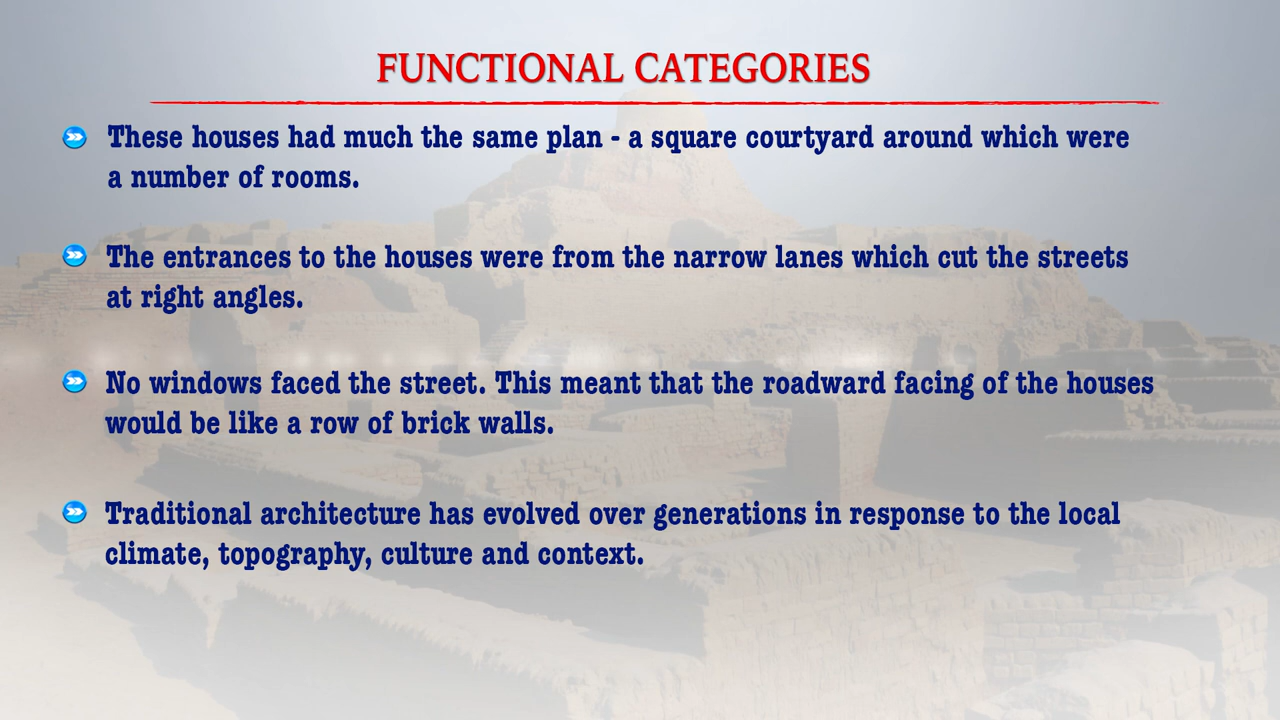 FUNCTIONAL CATEGORIES
These houses had much the same plan - a square courtyard around which were
a number of rooms.
The entrances to the houses were from the narrow lanes which cut the streets
at right angles.
No windows faced the street. This meant that the roadward facing of the houses
would be like a row of brick walls.
Traditional architecture has evolved over generations in response to the local
climate, topography, culture and context.